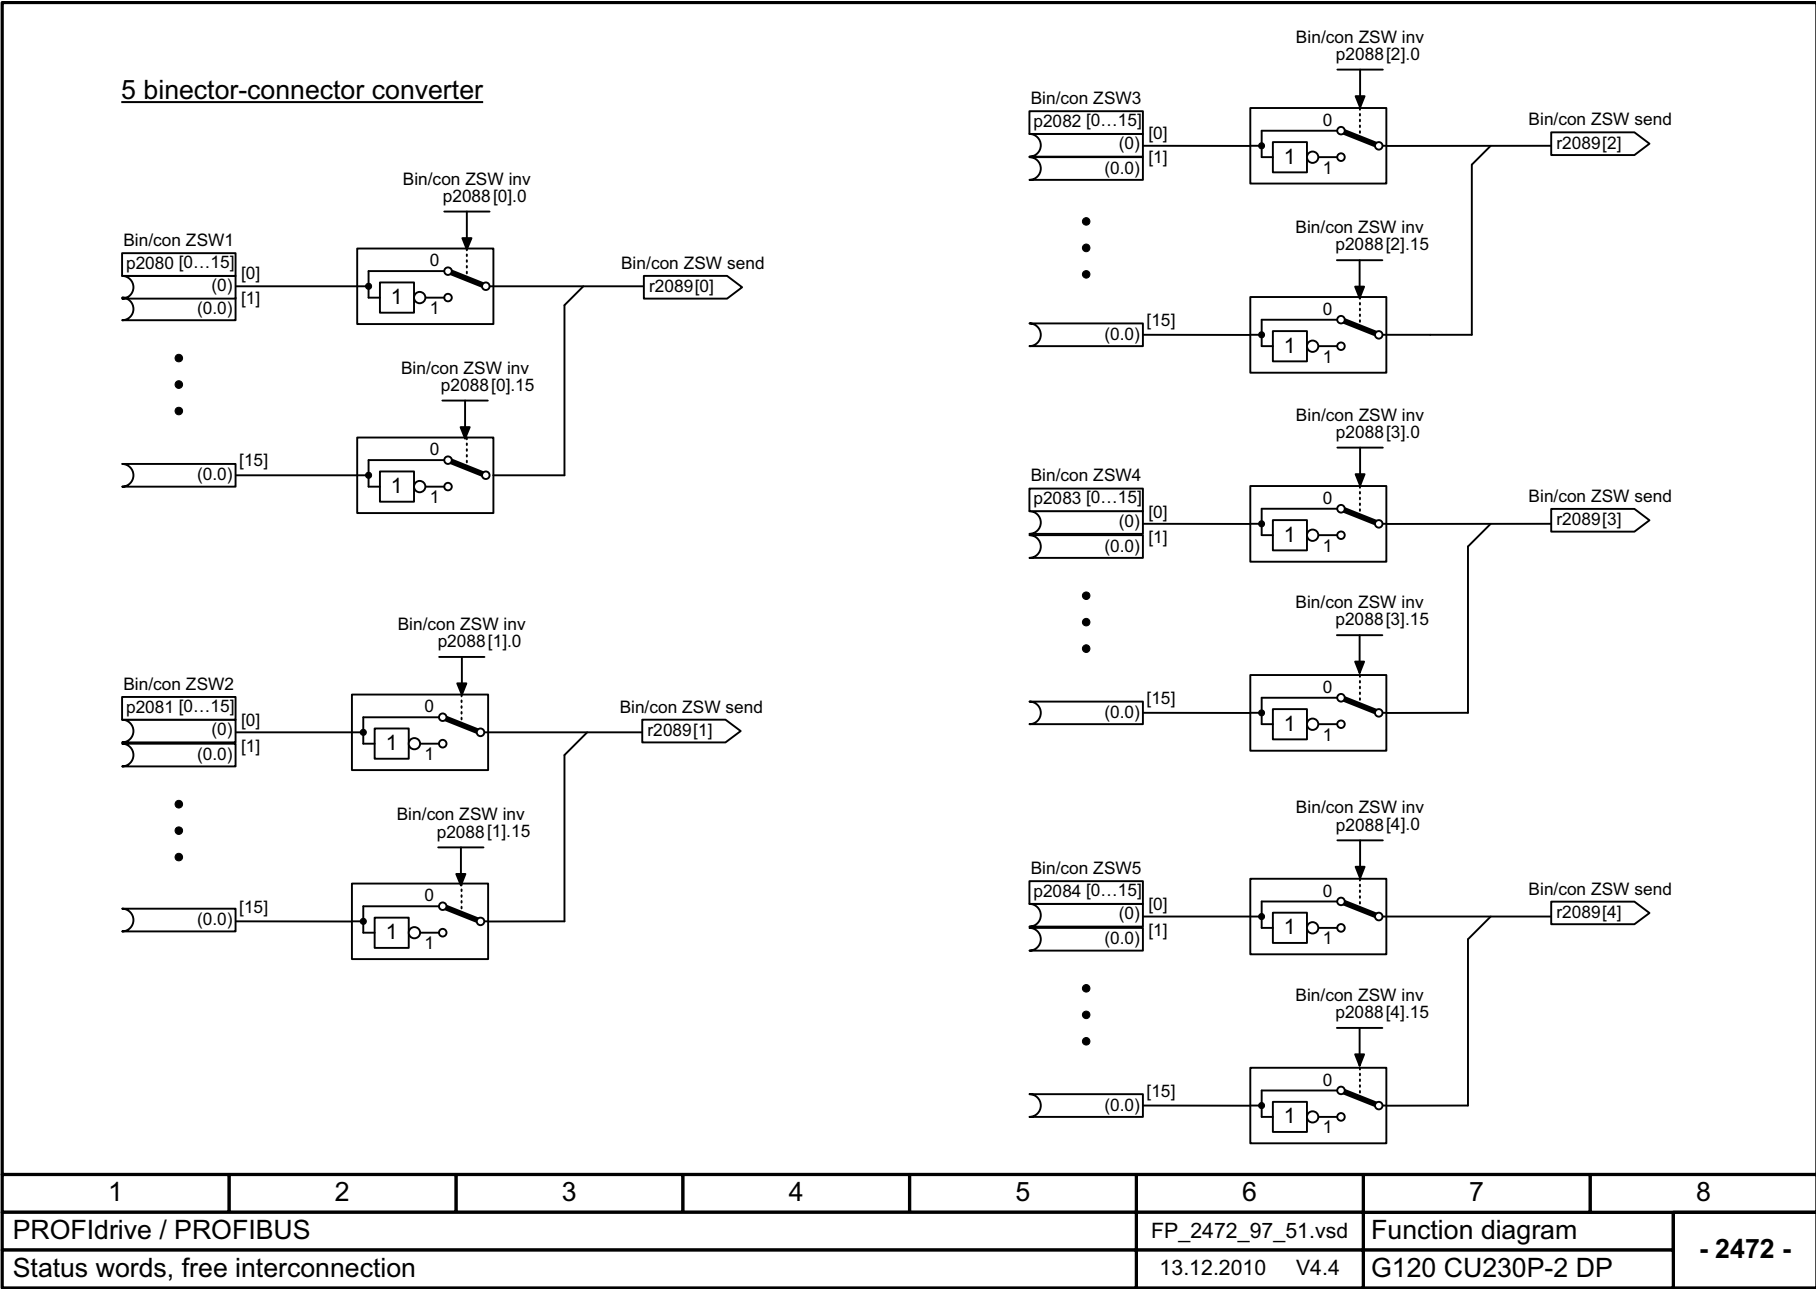 5 binector-connector converter
Bin/con ZSW inv
p2088[0].0
Bin/con ZSW1
p2080 [0…15]
(0)
[0]
(0.0)
[1]
0
1
1
Bin/con ZSW send
r2089[0]
Bin/con ZSW inv
p2088[0].15
(0.0)
[15]
0
1
1
Bin/con ZSW inv
p2088[1].0
Bin/con ZSW2
p2081 [0…15]
(0)
[0]
(0.0)
[1]
0
1
1
Bin/con ZSW send
r2089[1]
Bin/con ZSW inv
p2088[1].15
(0.0)
[15]
0
1
1
Bin/con ZSW inv
p2088[2].0
Bin/con ZSW3
p2082 [0…15]
(0)
[0]
(0.0)
[1]
0
1
1
Bin/con ZSW send
r2089[2]
Bin/con ZSW inv
p2088[2].15
(0.0)
[15]
0
1
1
Bin/con ZSW inv
p2088[3].0
Bin/con ZSW4
p2083 [0…15]
(0)
[0]
(0.0)
[1]
0
1
1
Bin/con ZSW send
r2089[3]
Bin/con ZSW inv
p2088[3].15
(0.0)
[15]
0
1
1
Bin/con ZSW inv
p2088[4].0
Bin/con ZSW5
p2084 [0…15]
(0)
[0]
(0.0)
[1]
0
1
1
Bin/con ZSW send
r2089[4]
Bin/con ZSW inv
p2088[4].15
(0.0)
[15]
0
1
1
1 2 3 4 5 6 7 8
PROFIdrive / PROFIBUS
FP_2472_97_51.vsd
Function diagram
- 2472 -
Status words, free interconnection
13.12.2010 V4.4
G120 CU230P-2 DP